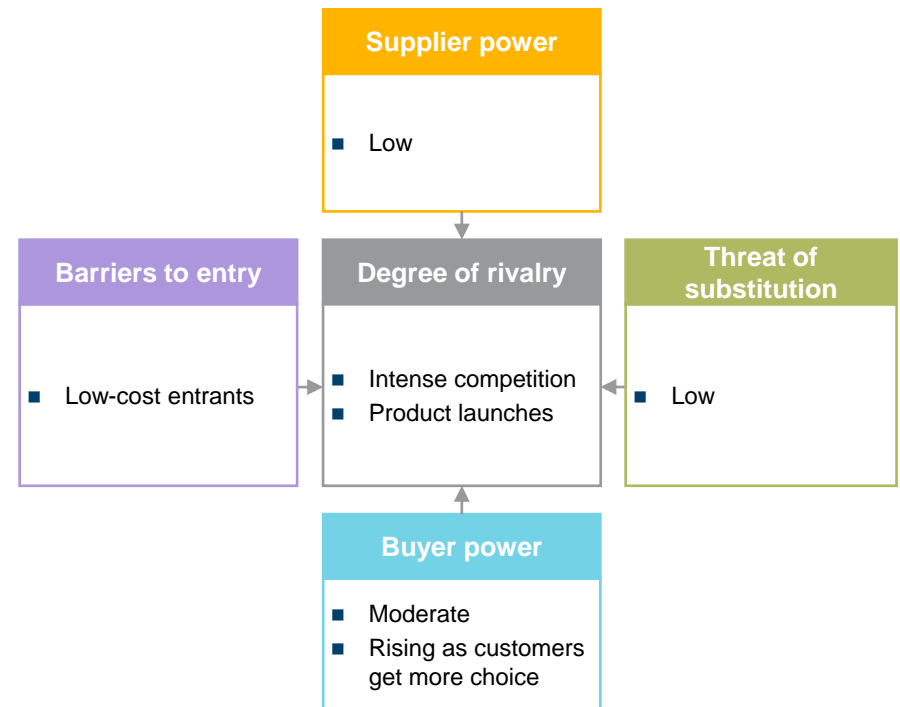 Supplier power
Low
Barriers to entry
Low-cost entrants
Degree of rivalry
Intense competition
Product launches
Threat of
substitution
Low
Buyer power
Moderate
Rising as customers
get more choice